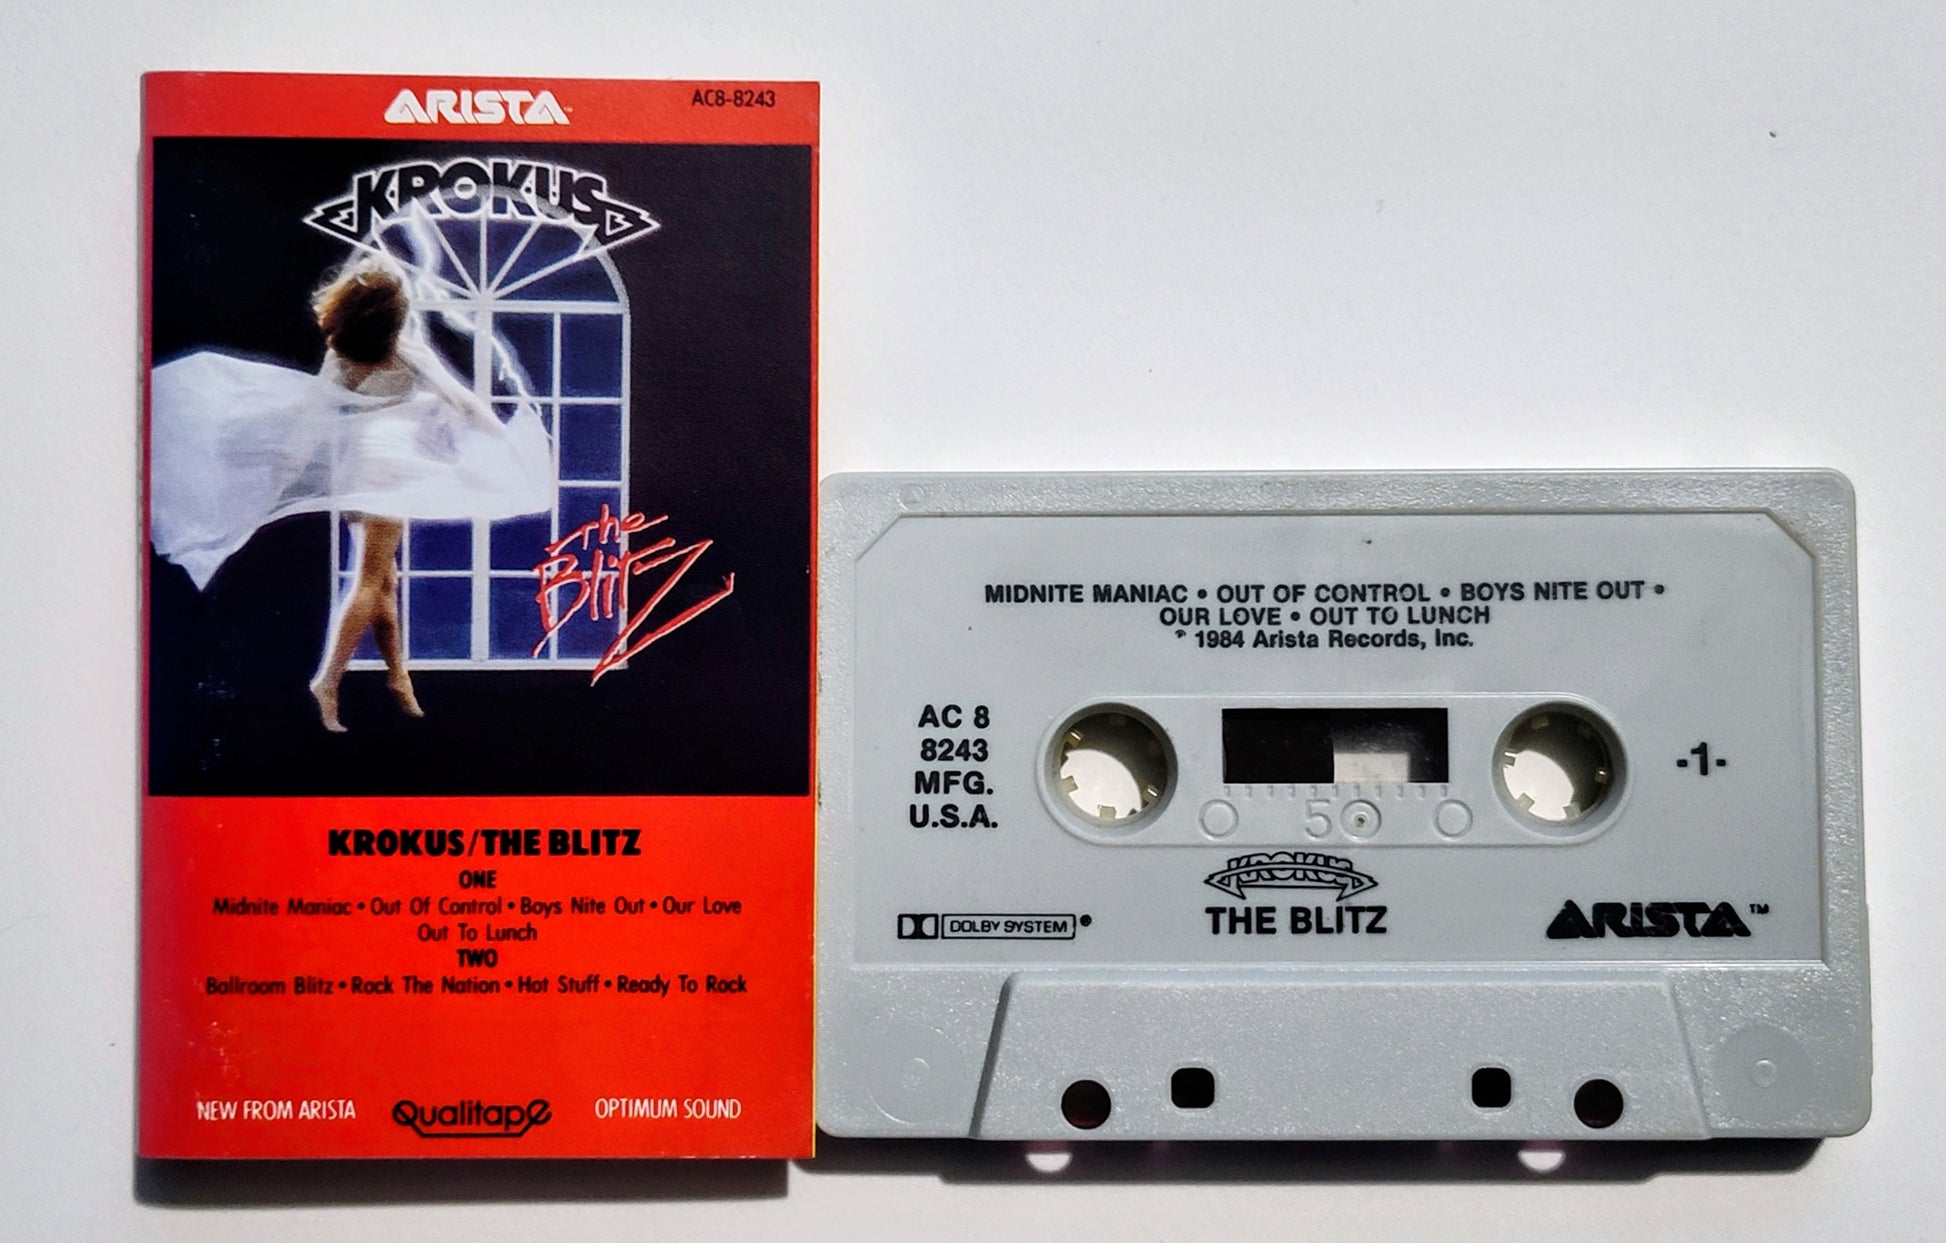 ARISTA
AC8-8243
KROKUS
The
Blitz
KROKUS/THE BLITZ
ONE
Midnite Maniac • Out Of Control • Boys Nite Out • Our Love
Out To Lunch
TWO
Ballroom Blitz • Rock The Nation • Hot Stuff • Ready To Rock
NEW FROM ARISTA
Qualitape
OPTIMUM SOUND
MIDNITE MANIAC • OUT OF CONTROL • BOYS NITE OUT •
OUR LOVE • OUT TO LUNCH
℗ 1984 Arista Records, Inc.
AC 8
8243
MFG.
U.S.A.
-1-
50
KROKUS
THE BLITZ
DOLBY SYSTEM®
ARISTA™